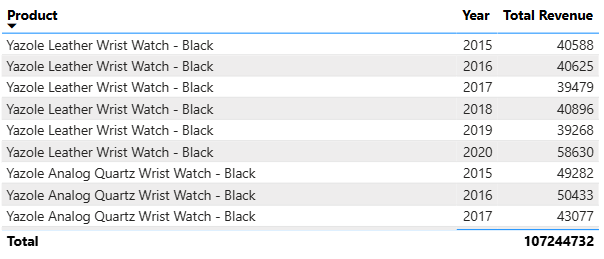 Product Year Total Revenue
Yazole Leather Wrist Watch - Black 2015 40588
Yazole Leather Wrist Watch - Black 2016 40625
Yazole Leather Wrist Watch - Black 2017 39479
Yazole Leather Wrist Watch - Black 2018 40896
Yazole Leather Wrist Watch - Black 2019 39268
Yazole Leather Wrist Watch - Black 2020 58630
Yazole Analog Quartz Wrist Watch - Black 2015 49282
Yazole Analog Quartz Wrist Watch - Black 2016 50433
Yazole Analog Quartz Wrist Watch - Black 2017 43077
Total 107244732